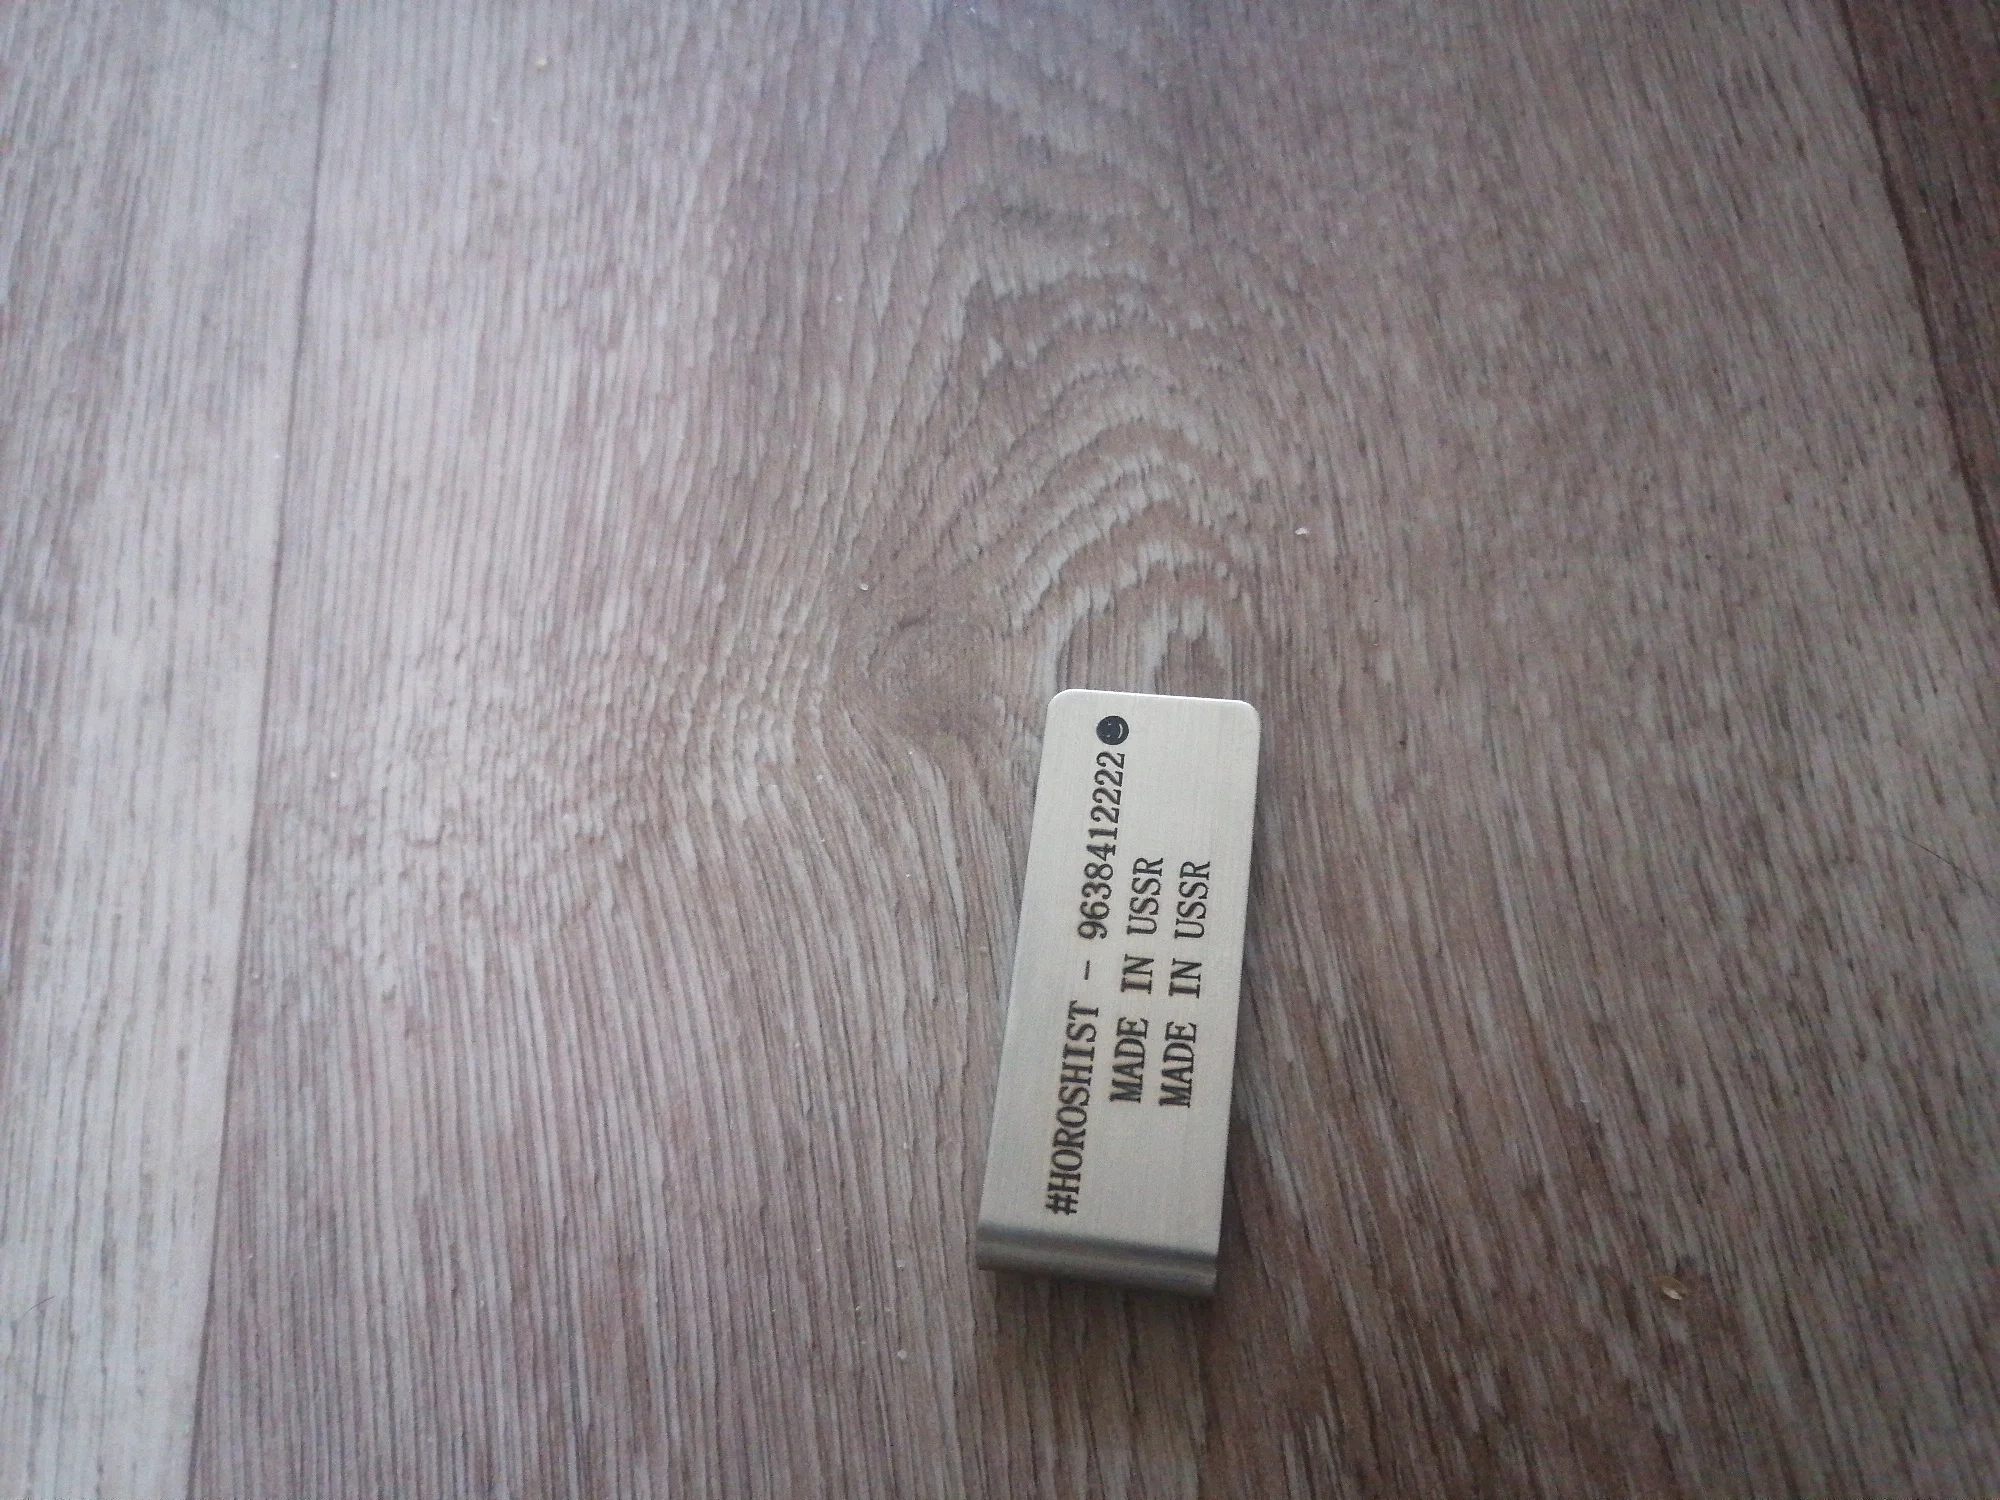 #HOROSHIST - 9638412222☻
MADE IN USSR
MADE IN USSR